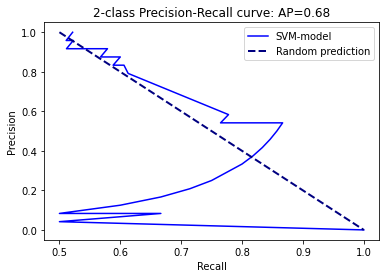 2-class Precision-Recall curve: AP=0.68
SVM-model
Random prediction
Precision
1.0
0.8
0.6
0.4
0.2
0.0
0.5 0.6 0.7 0.8 0.9 1.0
Recall